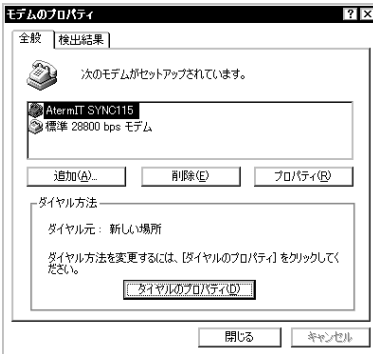 モデムのプロパティ
全般 検出結果
次のモデムがセットアップされています。
AtermIT SYNC115
標準 28800 bps モデム
追加(A)... 削除(E) プロパティ(R)
ダイヤル方法
ダイヤル元： 新しい場所
ダイヤル方法を変更するには、[ダイヤルのプロパティ] をクリックしてく
ださい。
ダイヤルのプロパティ(D)
閉じる キャンセル